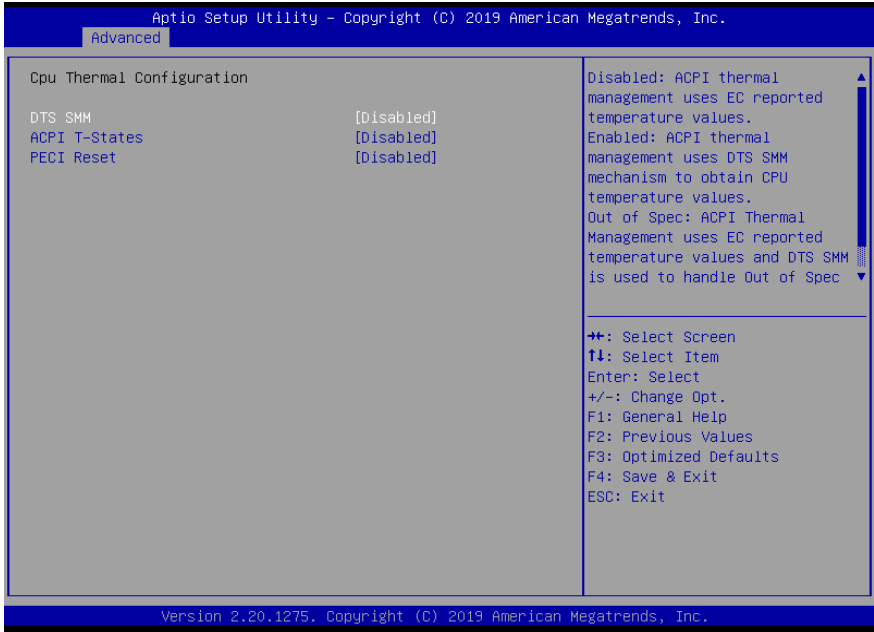 Aptio Setup Utility – Copyright (C) 2019 American Megatrends, Inc.
Advanced
Cpu Thermal Configuration
DTS SMM [Disabled]
ACPI T-States [Disabled]
PECI Reset [Disabled]
Disabled: ACPI thermal
management uses EC reported
temperature values.
Enabled: ACPI thermal
management uses DTS SMM
mechanism to obtain CPU
temperature values.
Out of Spec: ACPI Thermal
Management uses EC reported
temperature values and DTS SMM
is used to handle Out of Spec
→←: Select Screen
↑↓: Select Item
Enter: Select
+/-: Change Opt.
F1: General Help
F2: Previous Values
F3: Optimized Defaults
F4: Save & Exit
ESC: Exit
Version 2.20.1275. Copyright (C) 2019 American Megatrends, Inc.